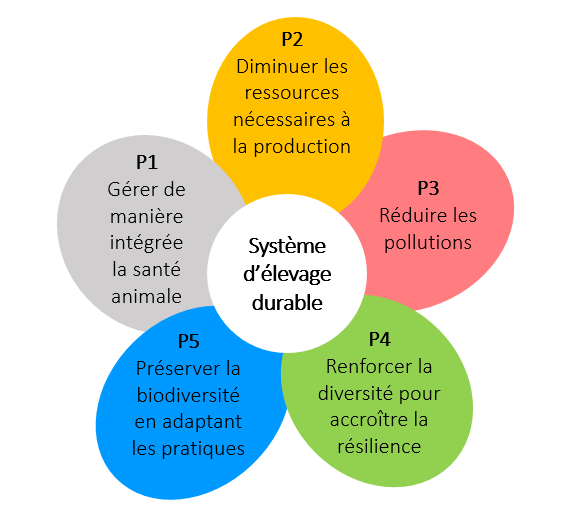 P1
Gérer de
manière
intégrée
la santé
animale
P2
Diminuer les
ressources
nécessaires à
la production
P3
Réduire les
pollutions
P4
Renforcer la
diversité pour
accroître la
résilience
P5
Préserver la
biodiversité
en adaptant
les pratiques
Système
d’élevage
durable